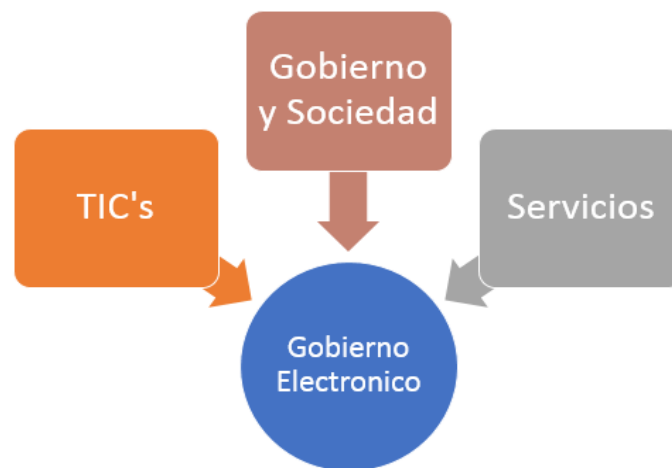 Gobierno
y Sociedad
TIC's
Servicios
Gobierno
Electronico